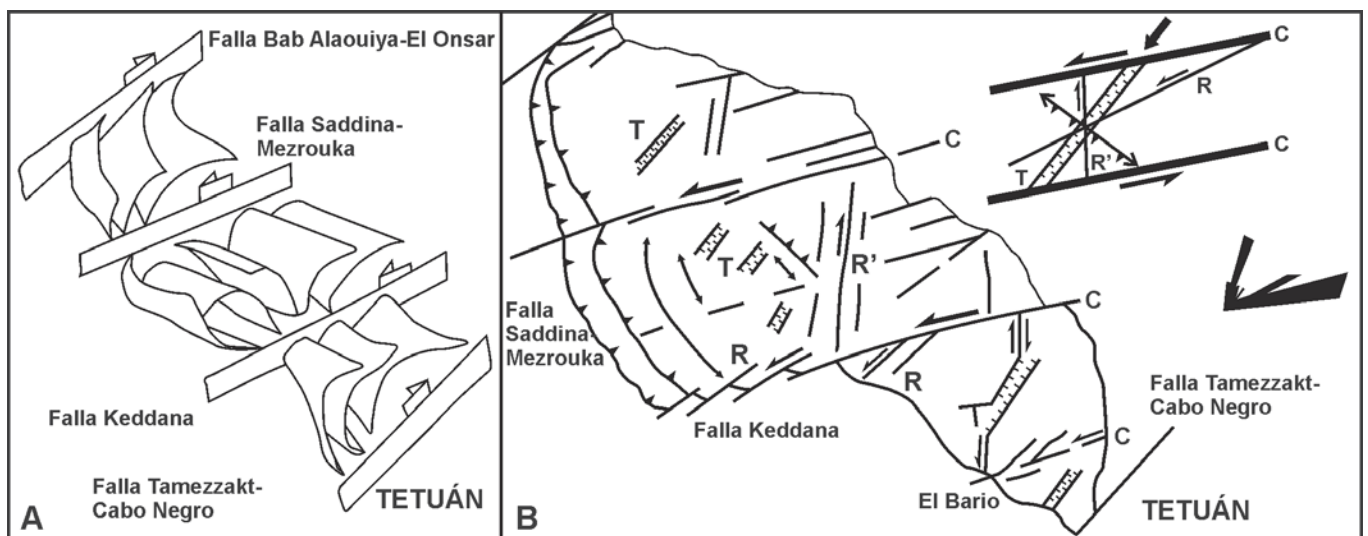 Falla Bab Alaouiya-El Onsar
Falla Saddina-
Mezrouka
Falla Keddana
Falla Tamezzakt-
Cabo Negro
TETUÁN
A
C
R
T
R'
C
T
C
T
R'
Falla
Saddina-
Mezrouka
R
C
R
Falla Keddana
Falla Tamezzakt-
Cabo Negro
C
El Bario
TETUÁN
B